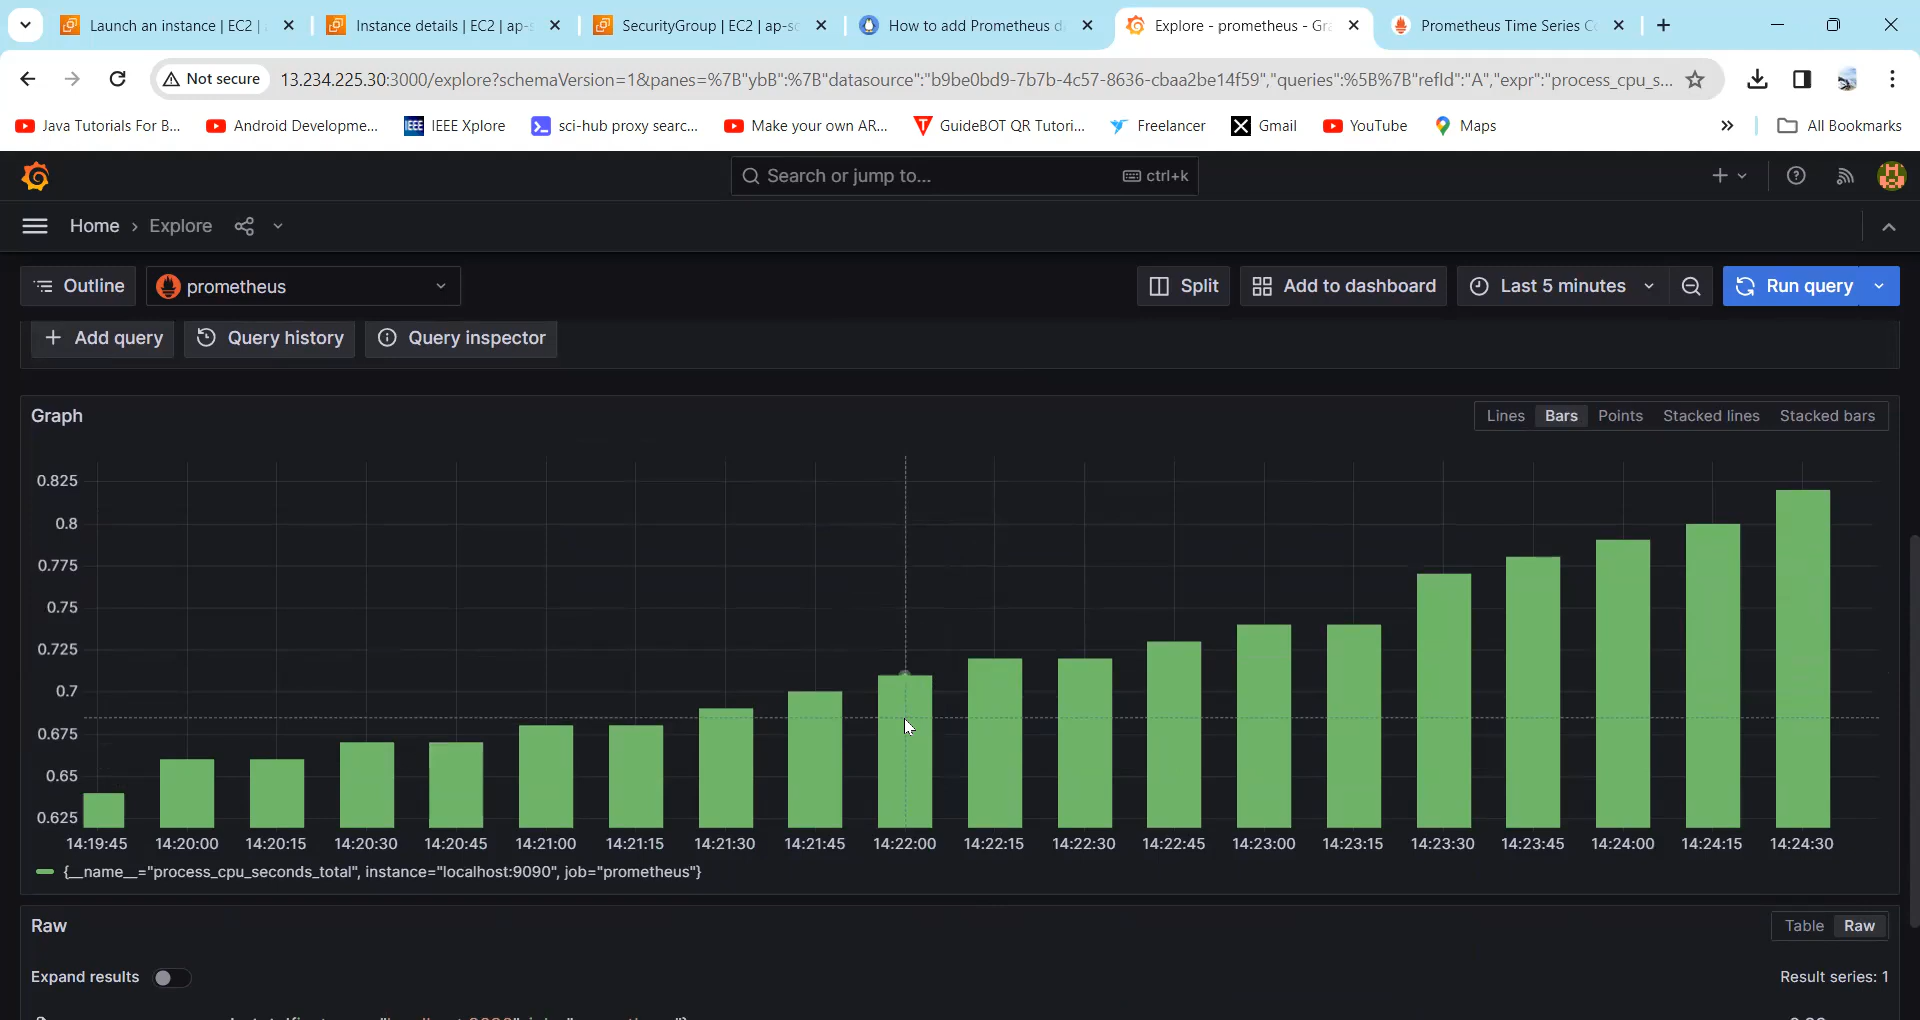 Launch an instance | EC2 |
Instance details | EC2 | ap-s
SecurityGroup | EC2 | ap-so
How to add Prometheus d
Explore - prometheus - Gra
Prometheus Time Series Co
Not secure
13.234.225.30:3000/explore?schemaVersion=1&panes=%7B"ybB":%7B"datasource":"b9be0bd9-7b7b-4c57-8636-cbaa2be14f59","queries":%5B%7B"refId":"A","expr":"process_cpu_s...
Java Tutorials For B...
Android Developme...
IEEE
IEEE Xplore
sci-hub proxy searc...
Make your own AR...
GuideBOT QR Tutori...
Freelancer
Gmail
YouTube
Maps
All Bookmarks
Search or jump to...
ctrl+k
Home › Explore
Outline
prometheus
Split
Add to dashboard
Last 5 minutes
Run query
+ Add query
Query history
Query inspector
Graph
Lines Bars Points Stacked lines Stacked bars
0.825
0.8
0.775
0.75
0.725
0.7
0.675
0.65
0.625
14:19:45 14:20:00 14:20:15 14:20:30 14:20:45 14:21:00 14:21:15 14:21:30 14:21:45 14:22:00 14:22:15 14:22:30 14:22:45 14:23:00 14:23:15 14:23:30 14:23:45 14:24:00 14:24:15 14:24:30
{__name__="process_cpu_seconds_total", instance="localhost:9090", job="prometheus"}
Raw
Table Raw
Expand results
Result series: 1